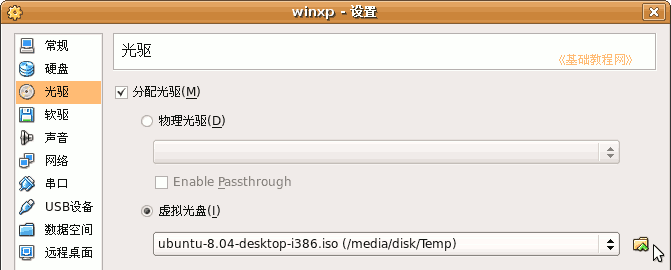 winxp - 设置
常规
硬盘
光驱
软驱
声音
网络
串口
USB设备
数据空间
远程桌面
光驱
《基础教程网》
分配光驱(M)
物理光驱(D)
Enable Passthrough
虚拟光盘(I)
ubuntu-8.04-desktop-i386.iso (/media/disk/Temp)